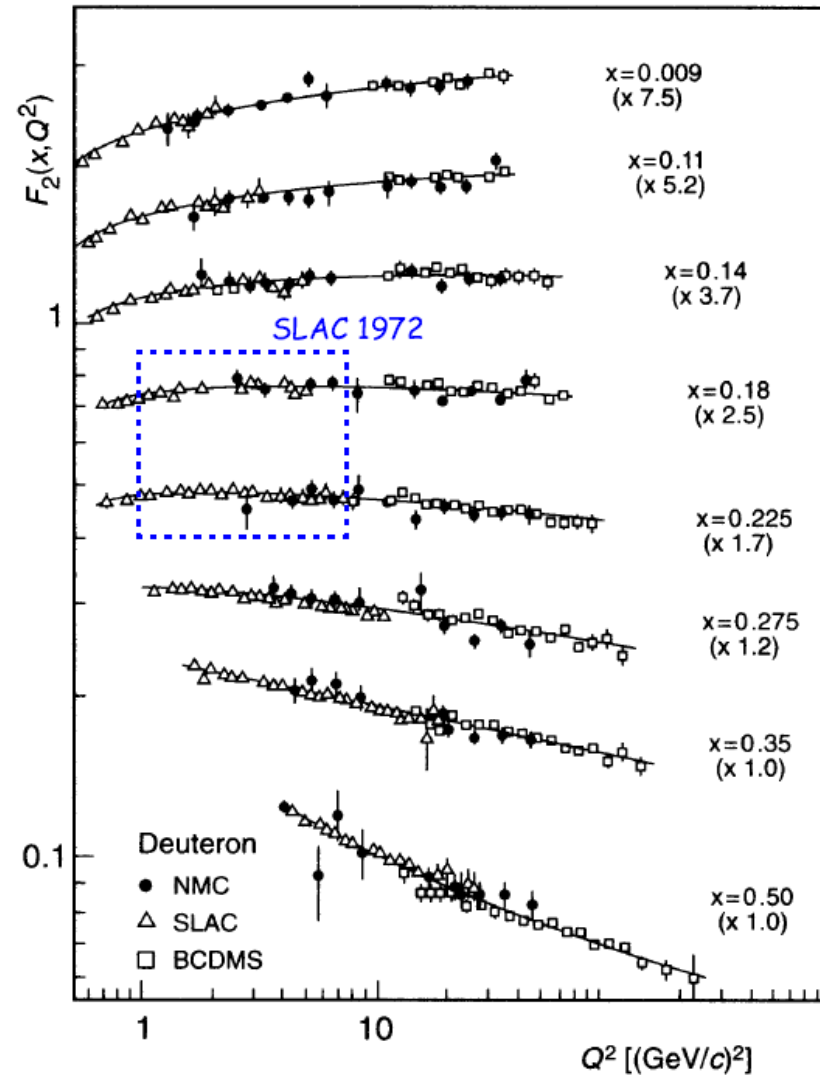 F₂(x,Q²)
x=0.009
(x 7.5)
x=0.11
(x 5.2)
x=0.14
(x 3.7)
1
SLAC 1972
x=0.18
(x 2.5)
x=0.225
(x 1.7)
x=0.275
(x 1.2)
x=0.35
(x 1.0)
0.1
Deuteron
NMC
SLAC
BCDMS
x=0.50
(x 1.0)
1
10
Q² [(GeV/c)²]